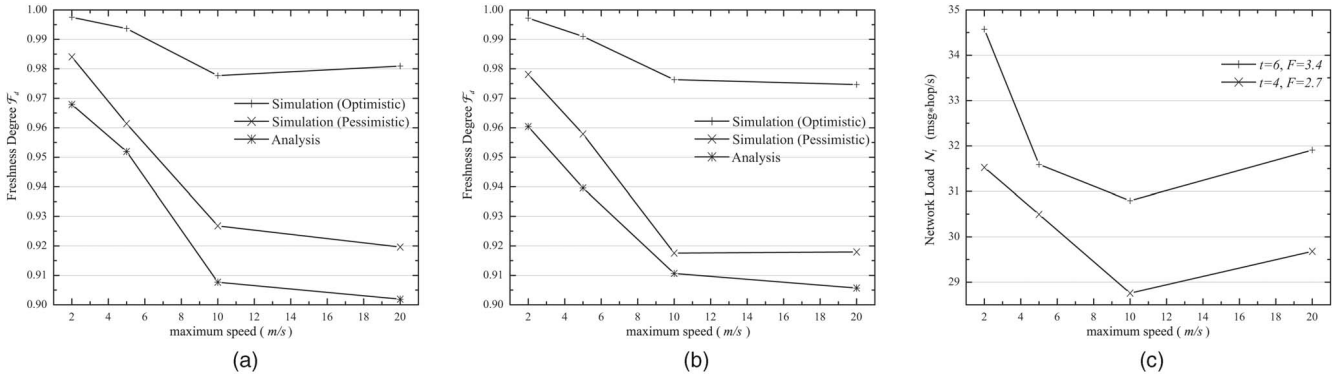 1.00
0.99
0.98
0.97
0.96
0.95
0.94
0.93
0.92
0.91
0.90
Freshness Degree F_d
Simulation (Optimistic)
Simulation (Pessimistic)
Analysis
2 4 6 8 10 12 14 16 18 20
maximum speed ( m/s )
(a)
1.00
0.99
0.98
0.97
0.96
0.95
0.94
0.93
0.92
0.91
0.90
Freshness Degree F_d
Simulation (Optimistic)
Simulation (Pessimistic)
Analysis
2 4 6 8 10 12 14 16 18 20
maximum speed ( m/s )
(b)
35
34
33
32
31
30
29
Network Load N_l (msg*hop/s)
t=6, F=3.4
t=4, F=2.7
2 4 6 8 10 12 14 16 18 20
maximum speed ( m/s )
(c)